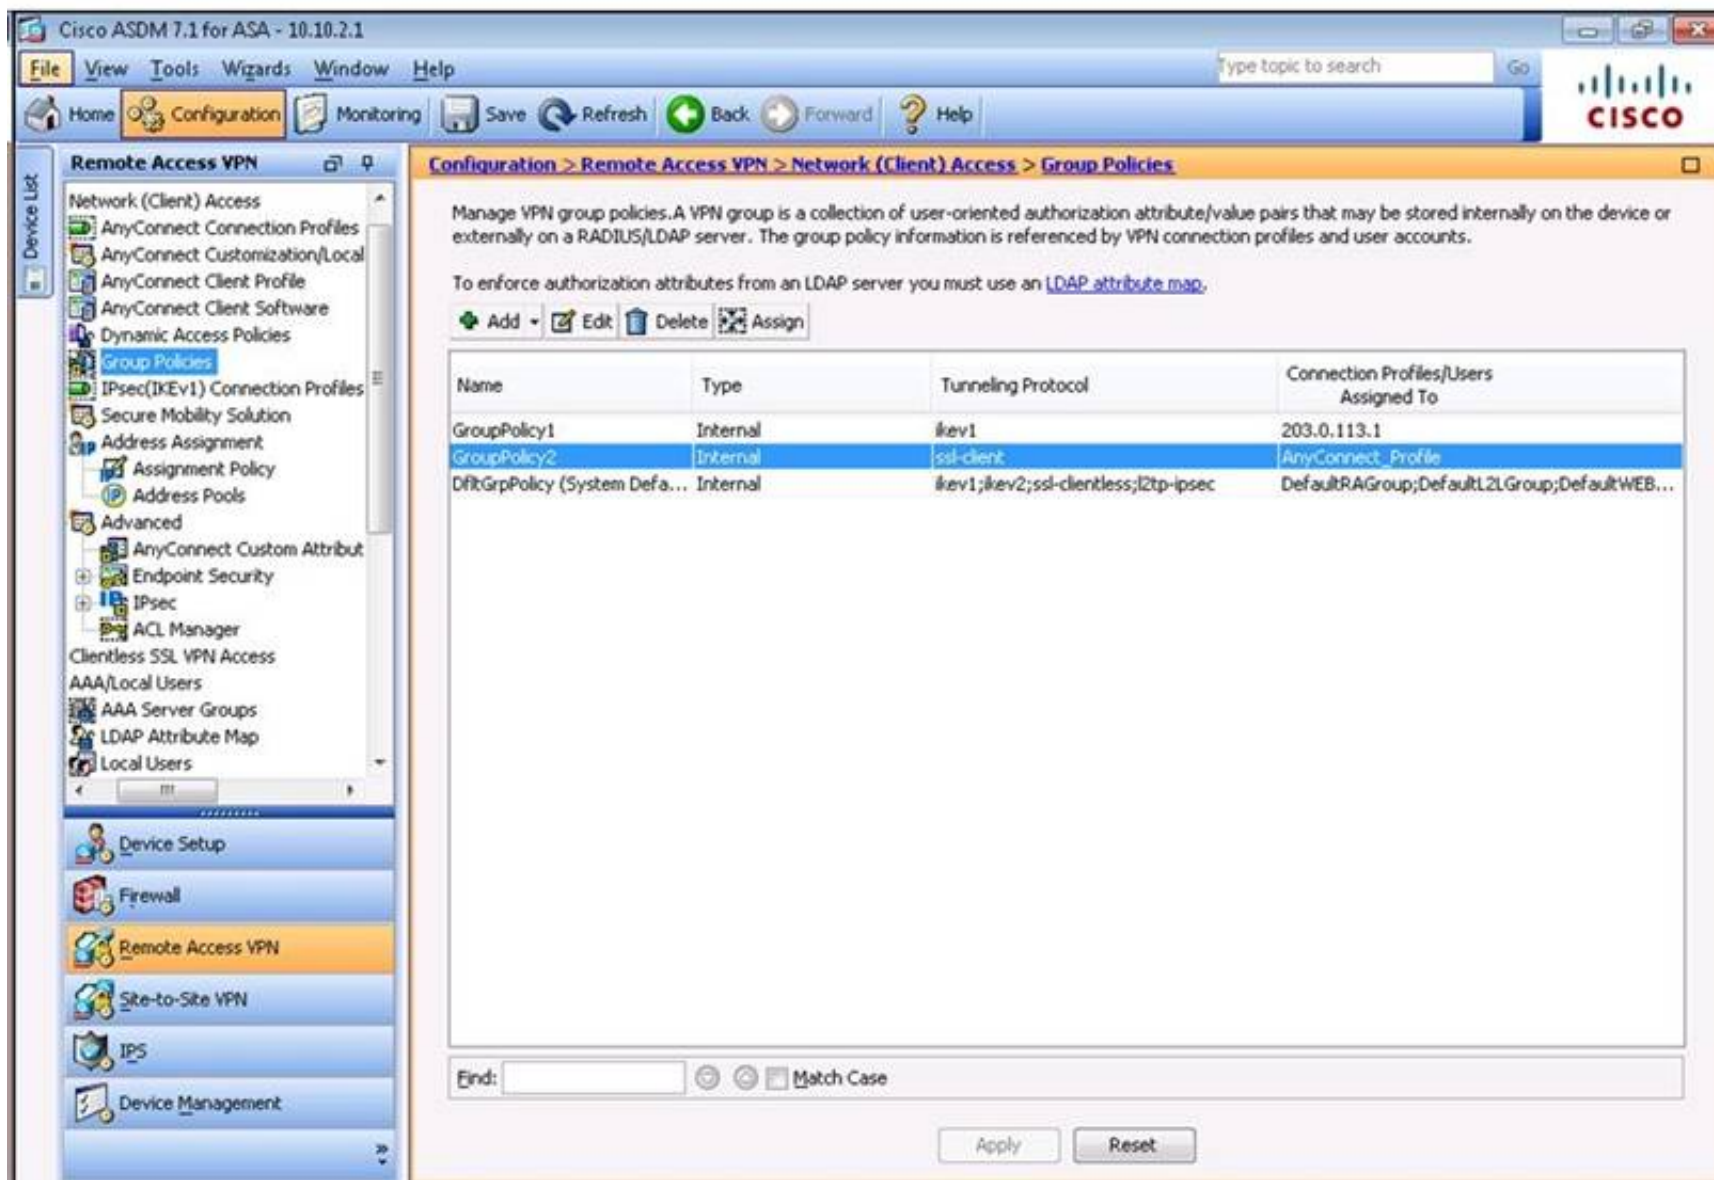 Cisco ASDM 7.1 for ASA - 10.10.2.1
File View Tools Wizards Window Help
Type topic to search Go
CISCO
Home Configuration Monitoring Save Refresh Back Forward Help
Device List
Remote Access VPN
Network (Client) Access
AnyConnect Connection Profiles
AnyConnect Customization/Local
AnyConnect Client Profile
AnyConnect Client Software
Dynamic Access Policies
Group Policies
IPsec(IKEv1) Connection Profiles
Secure Mobility Solution
Address Assignment
Assignment Policy
Address Pools
Advanced
AnyConnect Custom Attribut
Endpoint Security
IPsec
ACL Manager
Clientless SSL VPN Access
AAA/Local Users
AAA Server Groups
LDAP Attribute Map
Local Users
Device Setup
Firewall
Remote Access VPN
Site-to-Site VPN
IPS
Device Management
Configuration > Remote Access VPN > Network (Client) Access > Group Policies
Manage VPN group policies.A VPN group is a collection of user-oriented authorization attribute/value pairs that may be stored internally on the device or
externally on a RADIUS/LDAP server. The group policy information is referenced by VPN connection profiles and user accounts.
To enforce authorization attributes from an LDAP server you must use an LDAP attribute map.
Add Edit Delete Assign
Name Type Tunneling Protocol Connection Profiles/Users
Assigned To
GroupPolicy1 Internal ikev1 203.0.113.1
GroupPolicy2 Internal ssl-client AnyConnect_Profile
DfltGrpPolicy (System Defa... Internal ikev1;ikev2;ssl-clientless;l2tp-ipsec DefaultRAGroup;DefaultL2LGroup;DefaultWEB...
Find: Match Case
Apply Reset